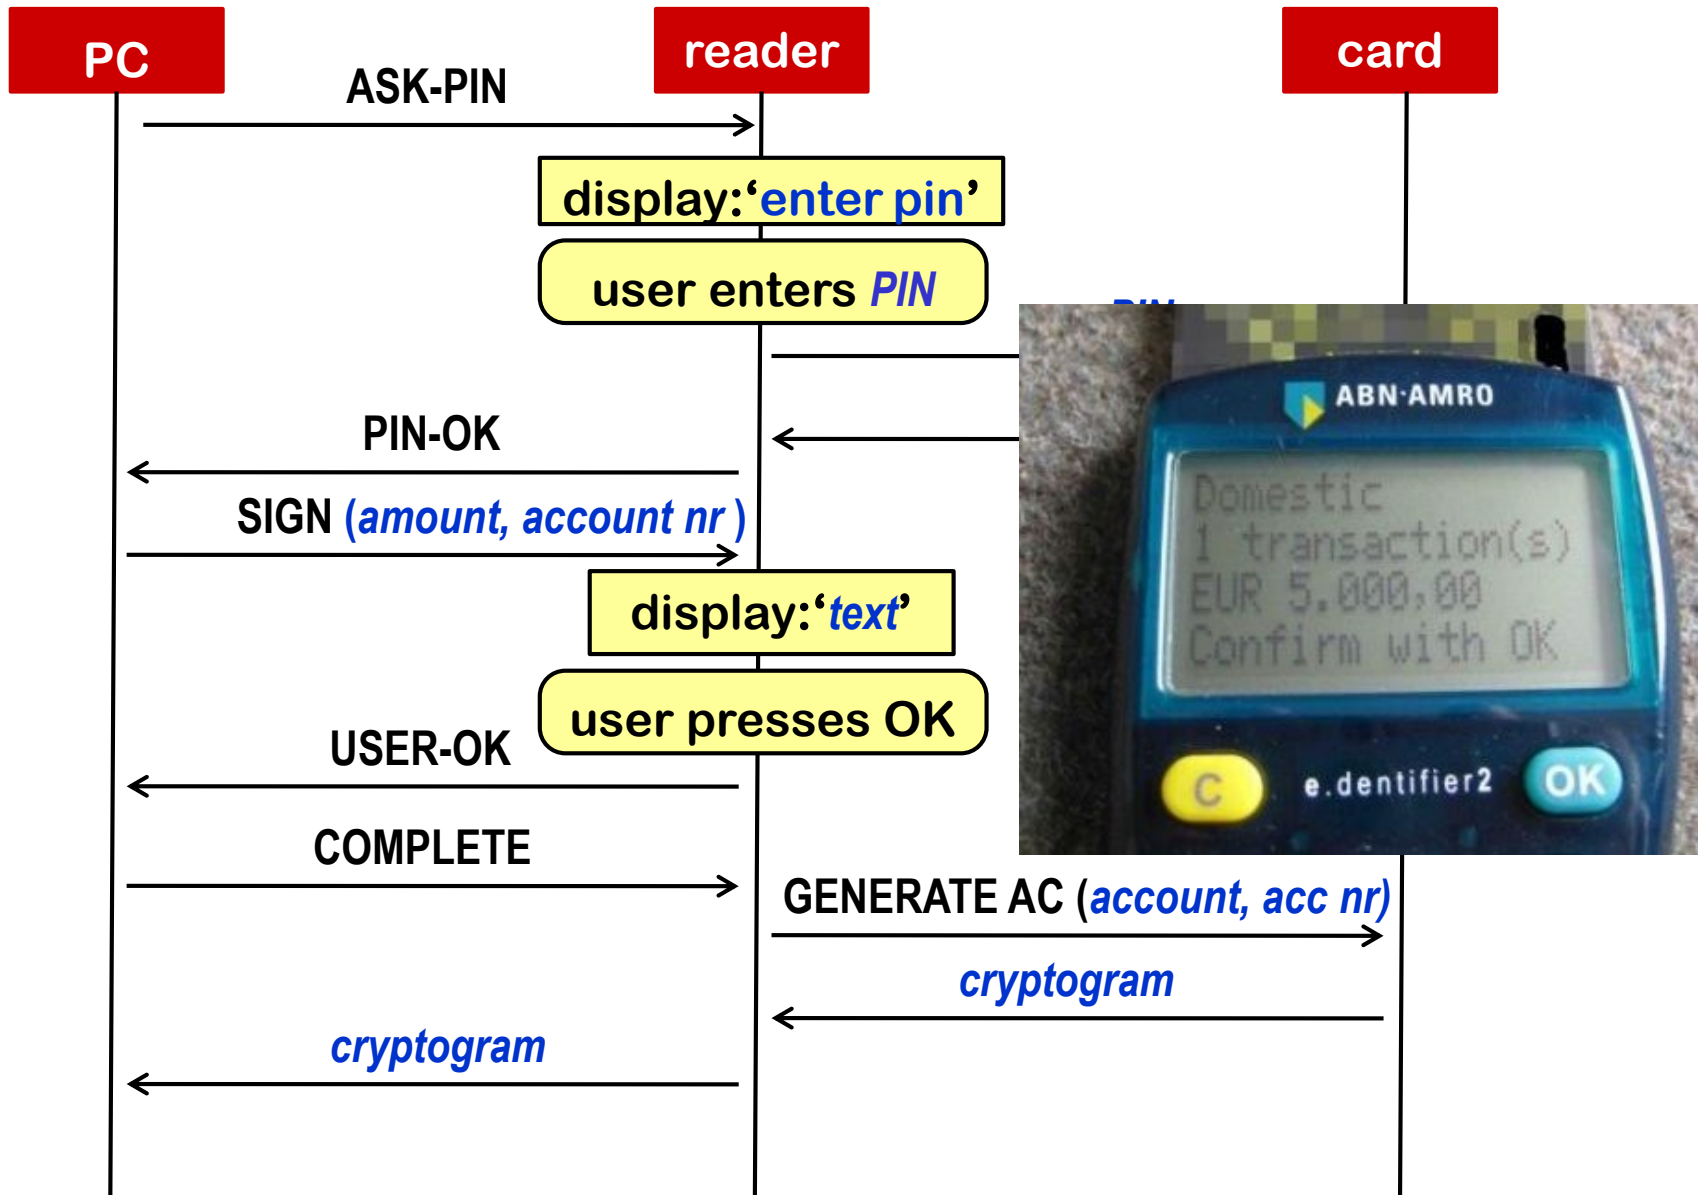 PC
reader
card
ASK-PIN
display:‘enter pin’
user enters PIN
PIN
ABN·AMRO
PIN-OK
SIGN (amount, account nr )
Domestic
1 transaction(s)
EUR 5.000,00
Confirm with OK
display:‘text’
user presses OK
USER-OK
C
e.dentifier2
OK
COMPLETE
GENERATE AC (account, acc nr)
cryptogram
cryptogram